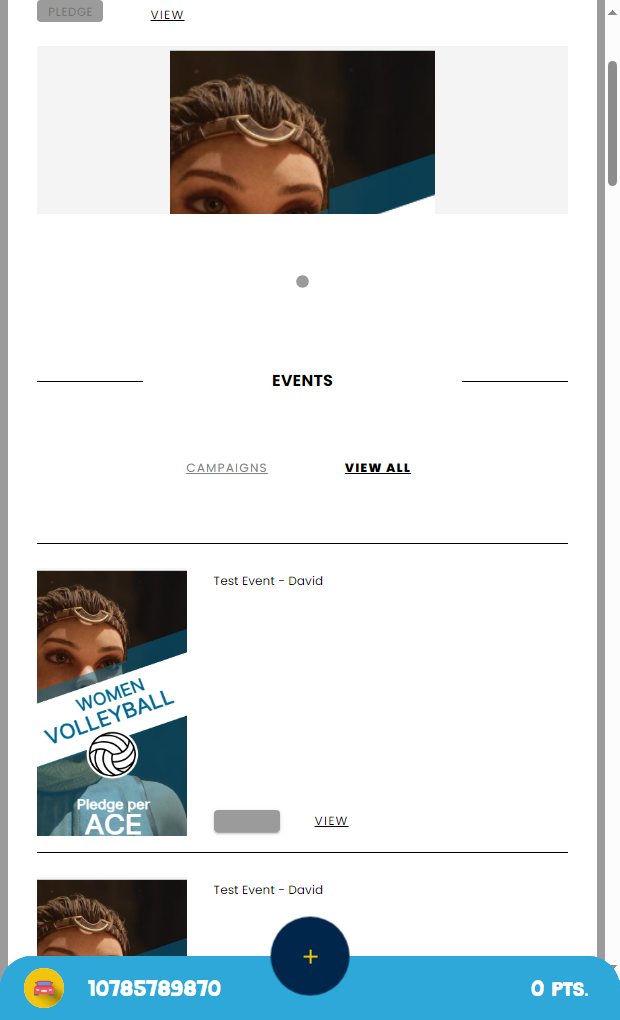 PLEDGE
VIEW
EVENTS
CAMPAIGNS
VIEW ALL
Test Event - David
WOMEN
VOLLEYBALL
Pledge per
ACE
VIEW
Test Event - David
+
10785789870
0 PTS.